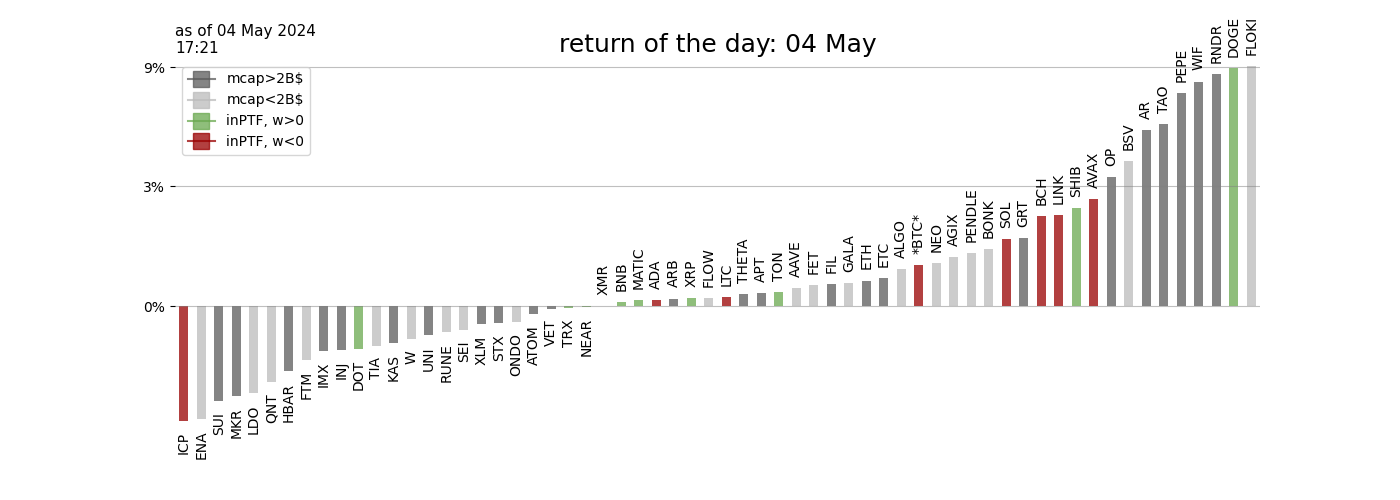 as of 04 May 2024
17:21
return of the day: 04 May
9%
3%
0%
mcap>2B$
mcap<2B$
inPTF, w>0
inPTF, w<0
ICP
ENA
SUI
MKR
LDO
QNT
HBAR
FTM
IMX
INJ
DOT
TIA
KAS
W
UNI
RUNE
SEI
XLM
STX
ONDO
ATOM
VET
TRX
NEAR
XMR
BNB
MATIC
ADA
ARB
XRP
FLOW
LTC
THETA
APT
TON
AAVE
FET
FIL
GALA
ETH
ETC
ALGO
*BTC*
NEO
AGIX
PENDLE
BONK
SOL
GRT
BCH
LINK
SHIB
AVAX
OP
BSV
AR
TAO
PEPE
WIF
RNDR
DOGE
FLOKI